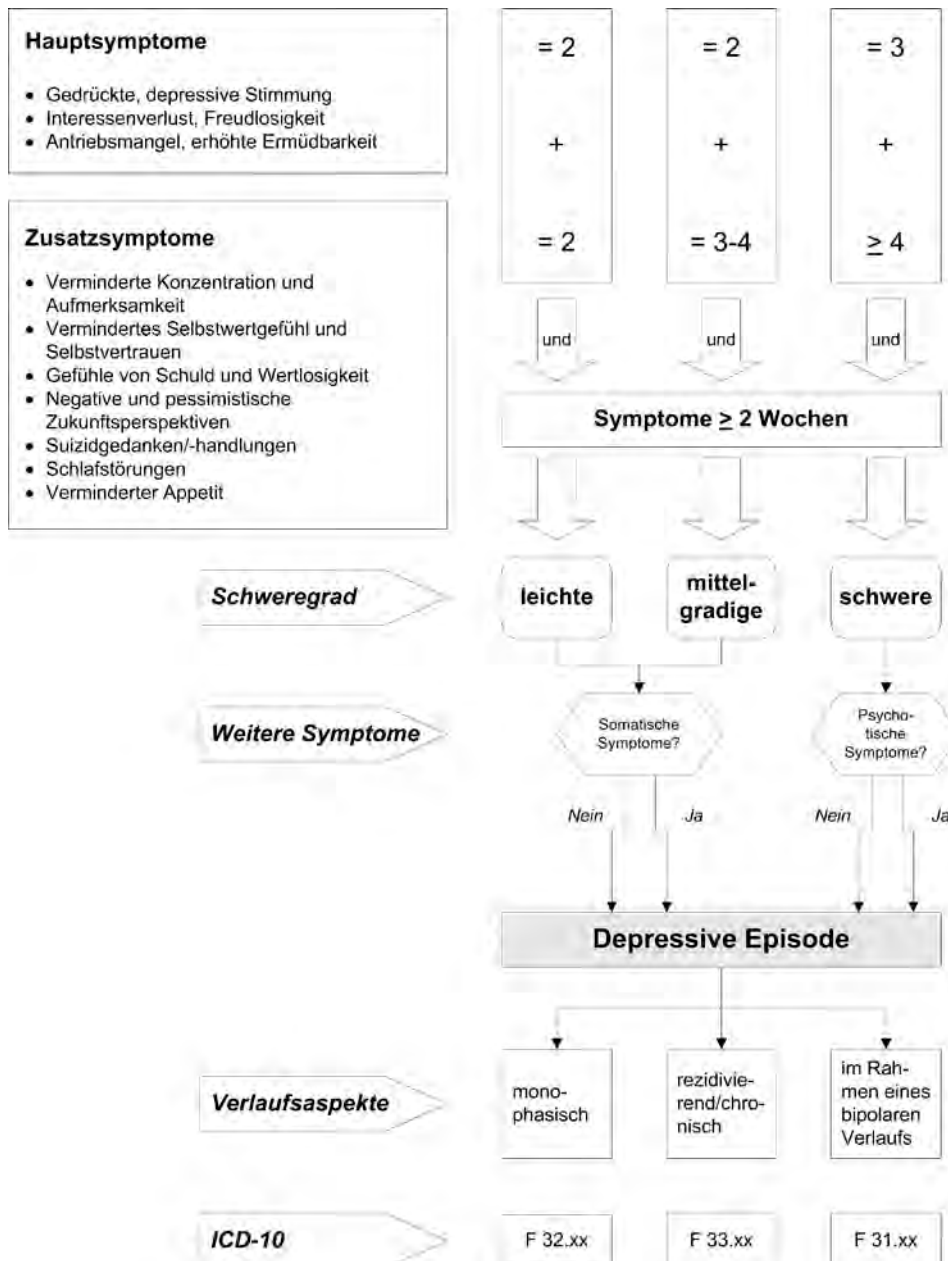 Hauptsymptome
• Gedrückte, depressive Stimmung
• Interessenverlust, Freudlosigkeit
• Antriebsmangel, erhöhte Ermüdbarkeit
= 2
= 2
= 3
+
+
+
= 2
= 3-4
≥ 4
Zusatzsymptome
• Verminderte Konzentration und
Aufmerksamkeit
• Vermindertes Selbstwertgefühl und
Selbstvertrauen
• Gefühle von Schuld und Wertlosigkeit
• Negative und pessimistische
Zukunftsperspektiven
• Suizidgedanken/-handlungen
• Schlafstörungen
• Verminderter Appetit
und
und
und
Symptome ≥ 2 Wochen
Schweregrad
leichte
mittel-
gradige
schwere
Weitere Symptome
Somatische
Symptome?
Psycho-
tische
Symptome?
Nein
Ja
Nein
Ja
Depressive Episode
Verlaufsaspekte
mono-
phasisch
rezidivie-
rend/chro-
nisch
im Rah-
men eines
bipolaren
Verlaufs
ICD-10
F 32.xx
F 33.xx
F 31.xx